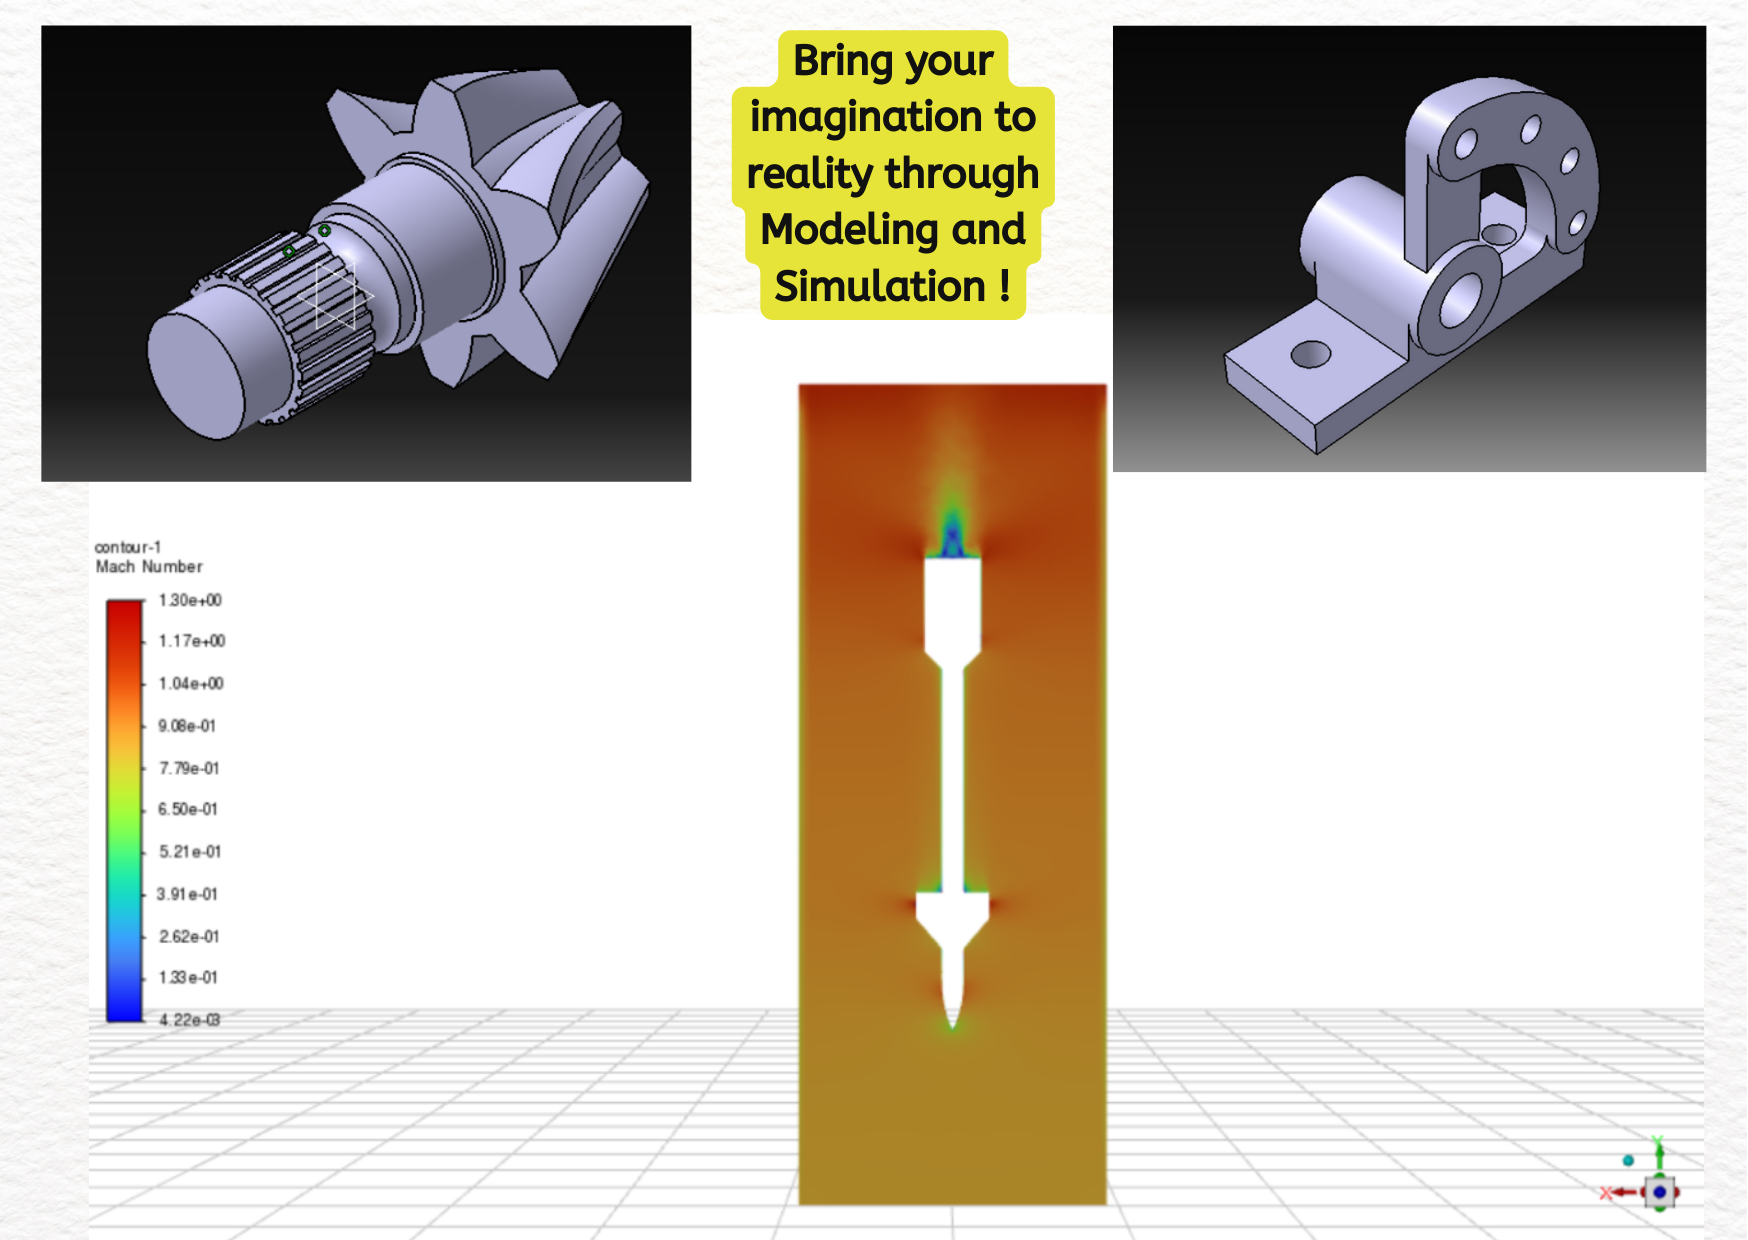 Bring your
imagination to
reality through
Modeling and
Simulation !
contour-1
Mach Number
1.30e+00
1.17e+00
1.04e+00
9.08e-01
7.79e-01
6.50e-01
5.21e-01
3.91e-01
2.62e-01
1.33e-01
4.22e-03
Y
X